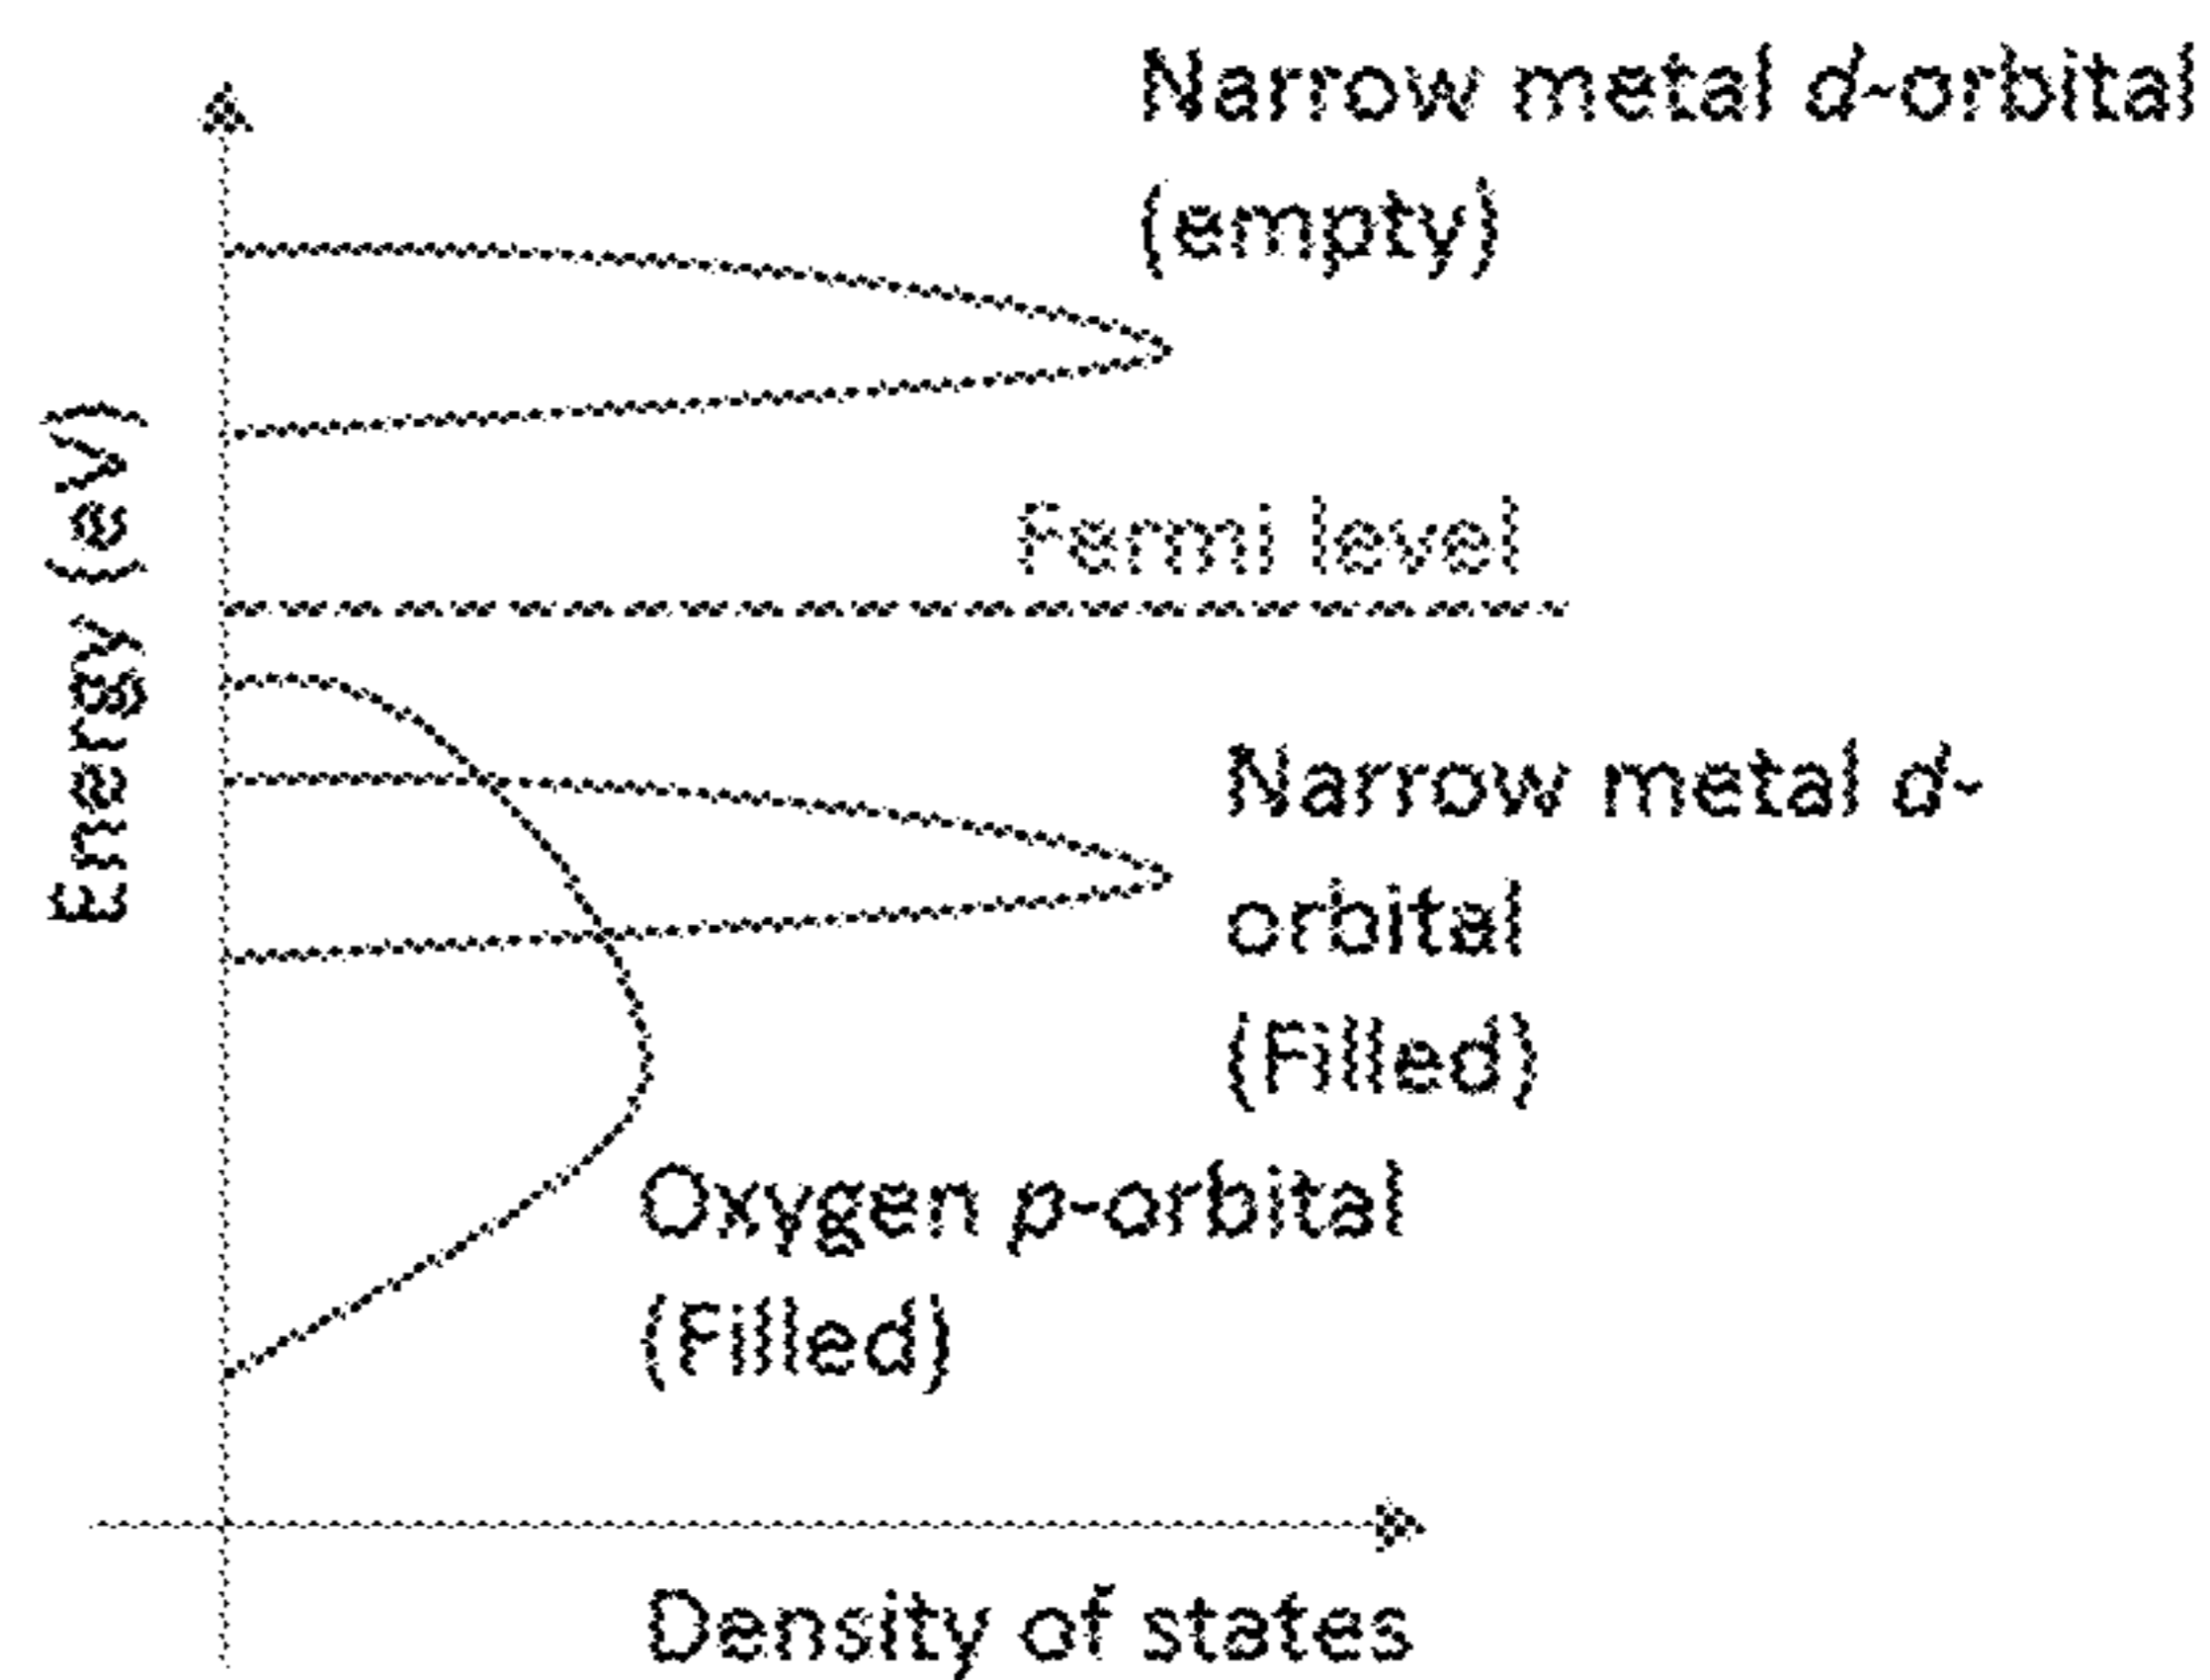 Narrow metal d-orbital
(empty)
Energy (eV)
Fermi level
Narrow metal d-
orbital
(Filled)
Oxygen p-orbital
(Filled)
Density of states